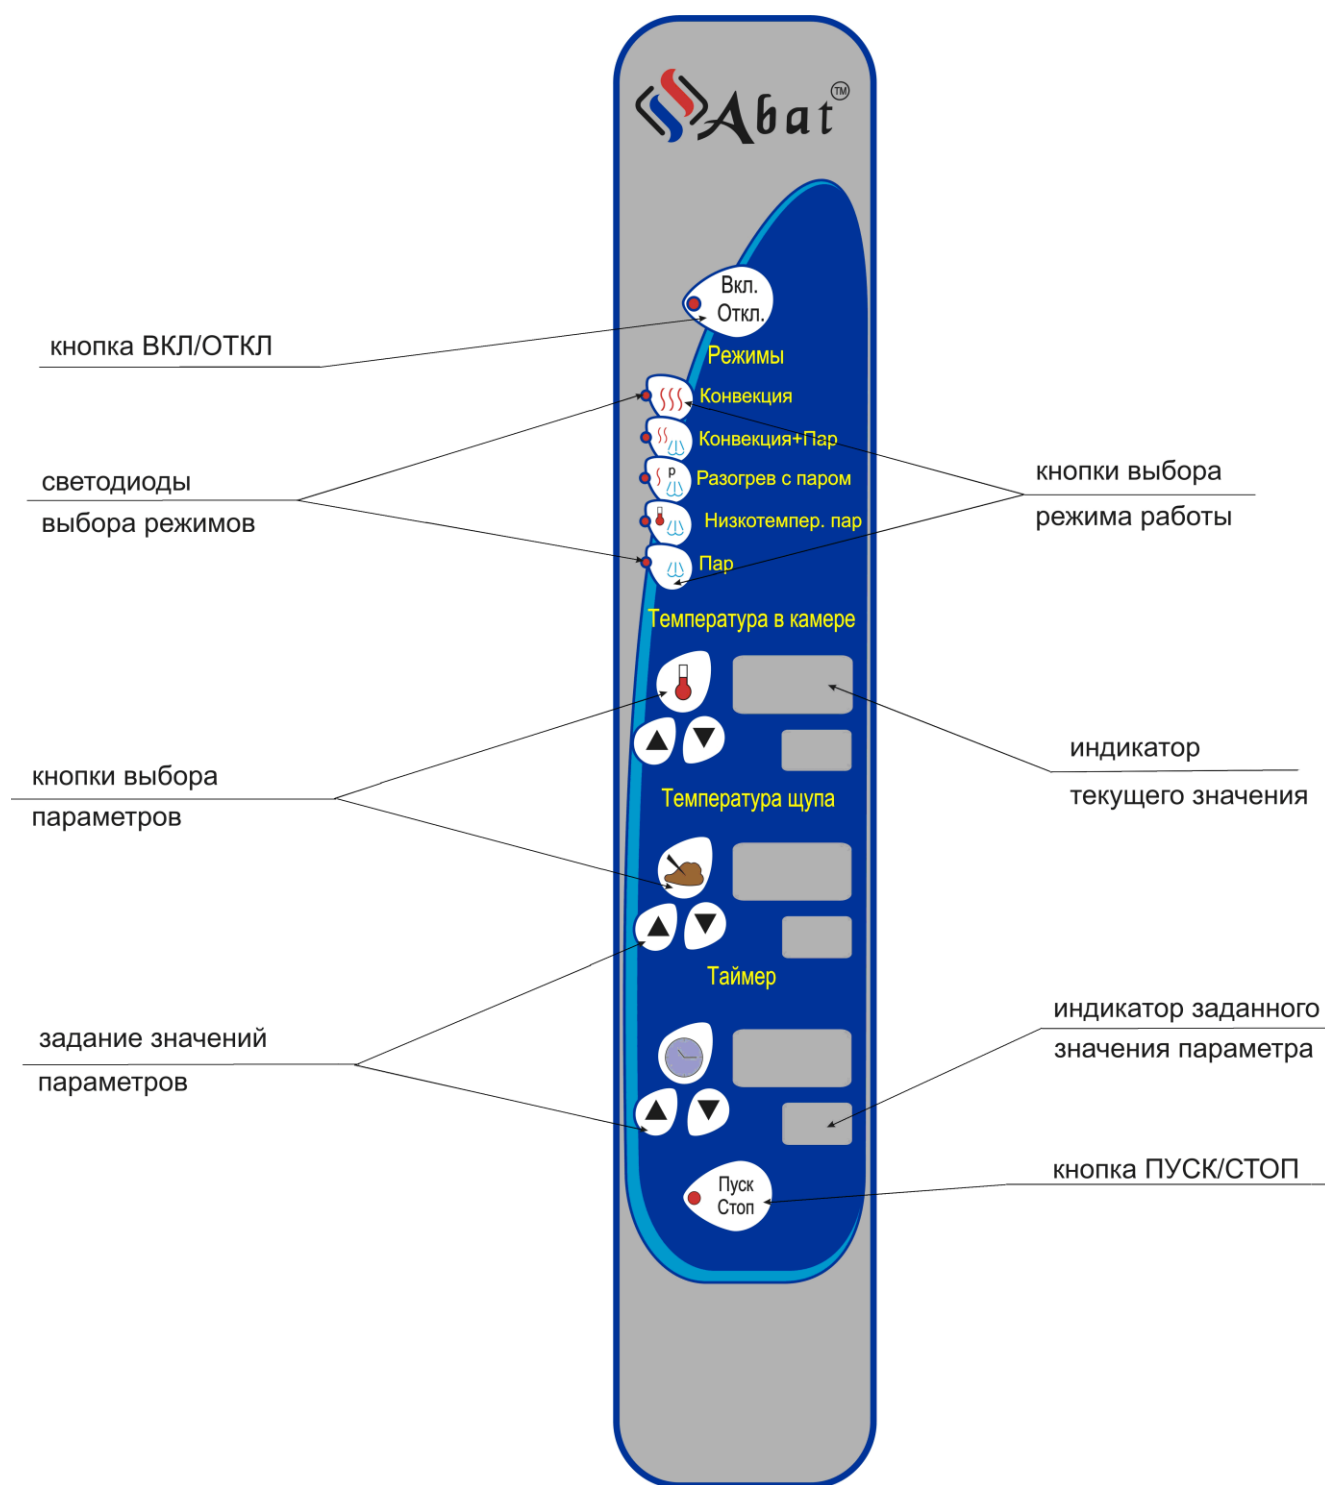 Abat™
Вкл.
Откл.
кнопка ВКЛ/ОТКЛ
Режимы
Конвекция
Конвекция+Пар
Разогрев с паром
р
Низкотемпер. пар
Пар
светодиоды
выбора режимов
кнопки выбора
режима работы
Температура в камере
индикатор
текущего значения
кнопки выбора
параметров
Температура щупа
Таймер
задание значений
параметров
индикатор заданного
значения параметра
кнопка ПУСК/СТОП
Пуск
Стоп